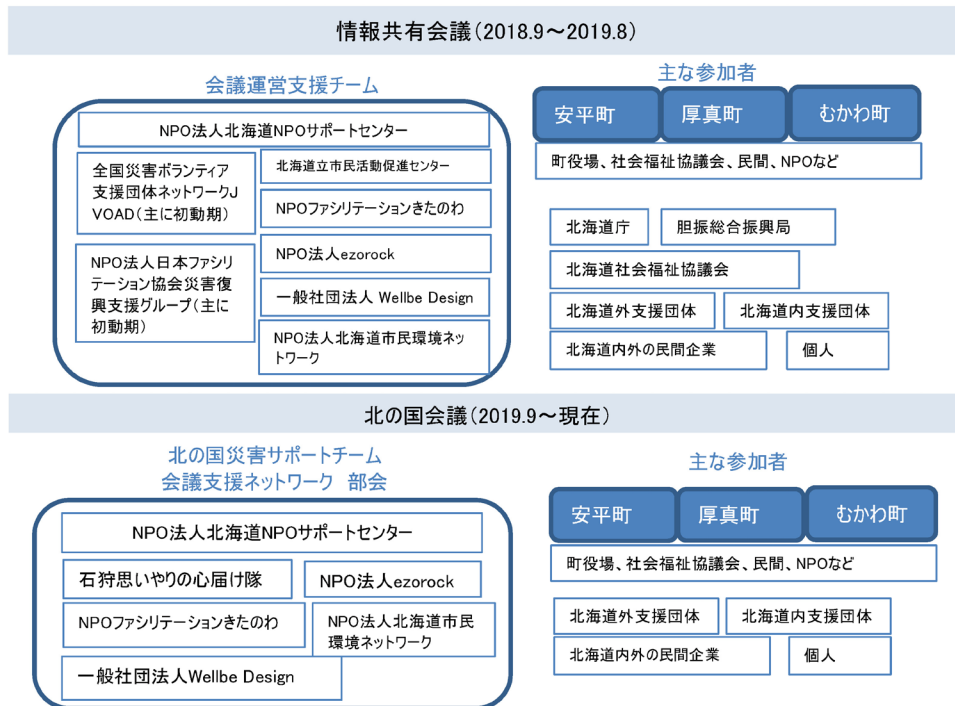 情報共有会議(2018.9～2019.8)
会議運営支援チーム
NPO法人北海道NPOサポートセンター
全国災害ボランティア
支援団体ネットワークJ
VOAD(主に初動期)
NPO法人日本ファシリ
テーション協会災害復
興支援グループ(主に
初動期)
北海道立市民活動促進センター
NPOファシリテーションきたのわ
NPO法人ezorock
一般社団法人 Wellbe Design
NPO法人北海道市民環境ネッ
トワーク
主な参加者
安平町
厚真町
むかわ町
町役場、社会福祉協議会、民間、NPOなど
北海道庁
胆振総合振興局
北海道社会福祉協議会
北海道外支援団体
北海道内支援団体
北海道内外の民間企業
個人
北の国会議(2019.9～現在)
北の国災害サポートチーム
会議支援ネットワーク 部会
NPO法人北海道NPOサポートセンター
石狩思いやりの心届け隊
NPO法人ezorock
NPOファシリテーションきたのわ
NPO法人北海道市民
環境ネットワーク
一般社団法人Wellbe Design
主な参加者
安平町
厚真町
むかわ町
町役場、社会福祉協議会、民間、NPOなど
北海道外支援団体
北海道内支援団体
北海道内外の民間企業
個人